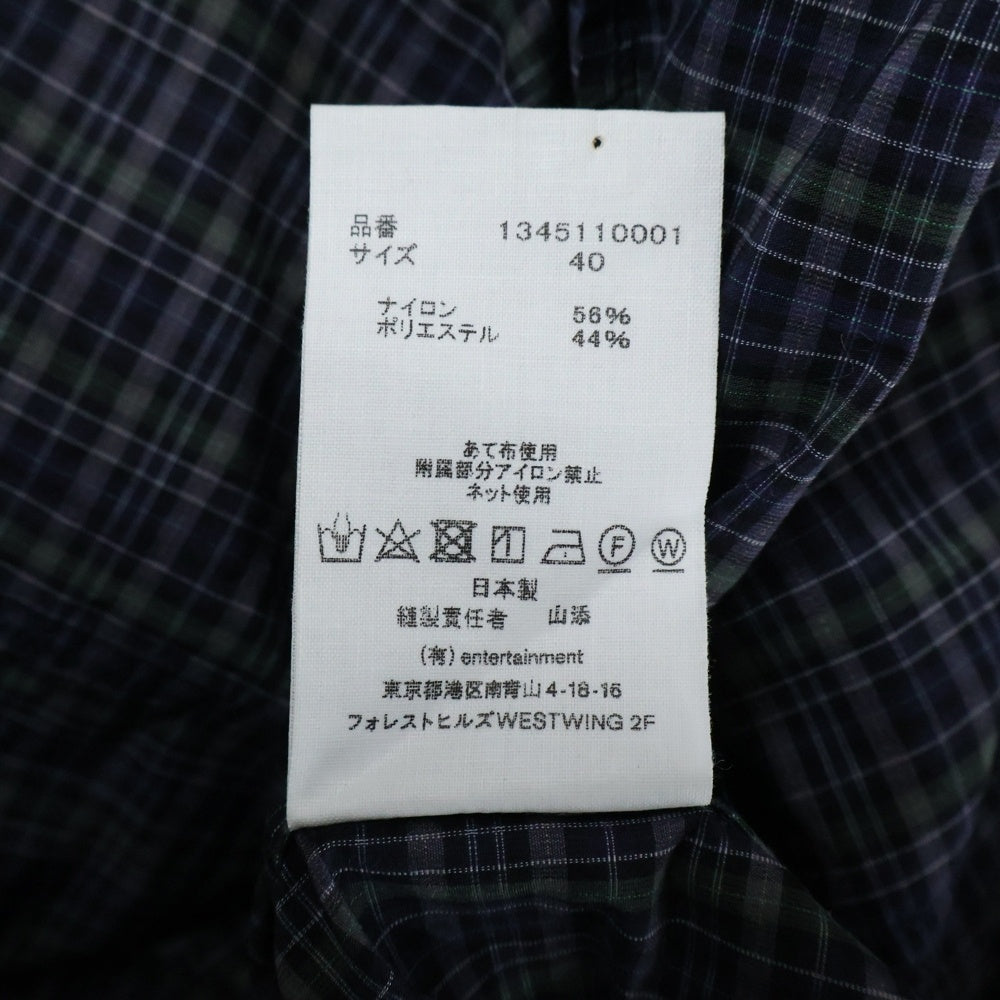 品番 1345110001
サイズ 40
ナイロン 56%
ポリエステル 44%
あて布使用
附属部分アイロン禁止
ネット使用
F W
日本製
縫製責任者 山添
(有) entertainment
東京都港区南青山4-18-16
フォレストヒルズWESTWING 2F